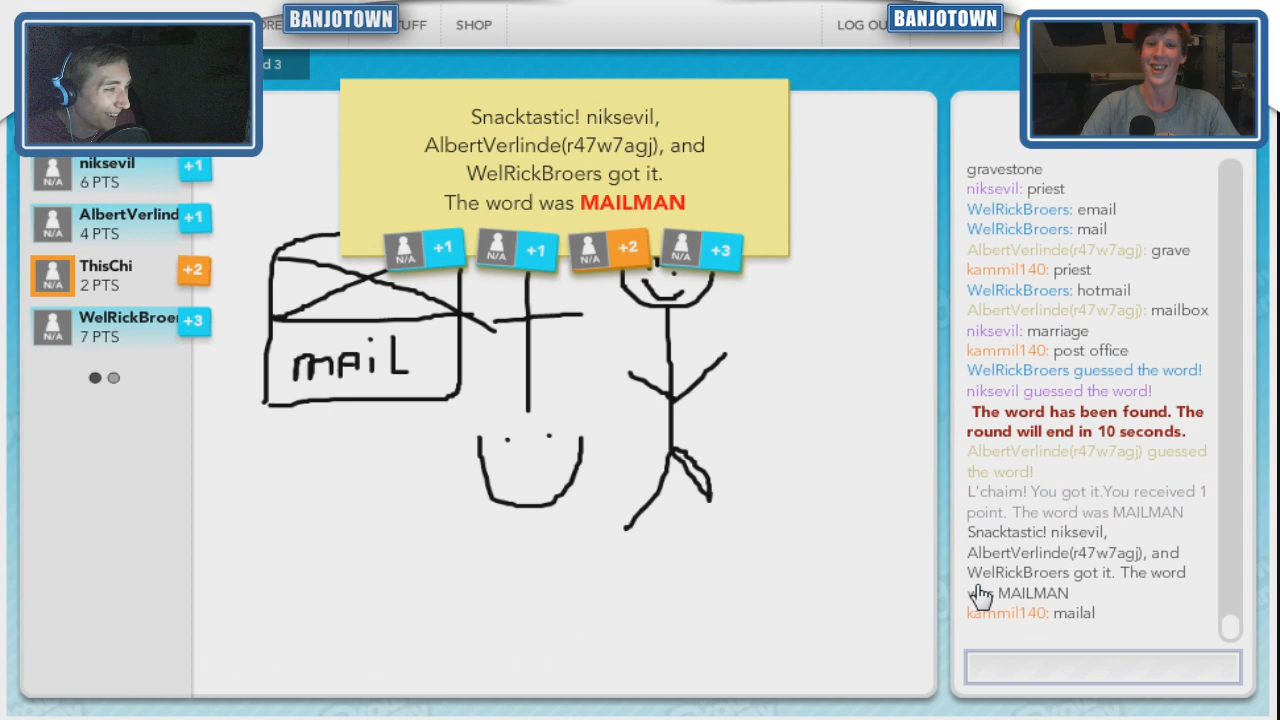 BANJOTOWN
BANJOTOWN
SHOP
LOG OU
d 3
Snacktastic! niksevil,
AlbertVerlinde(r47w7agj), and
WelRickBroers got it.
The word was MAILMAN
N/A +1
N/A +1
N/A +2
N/A +3
N/A niksevil +1
6 PTS
N/A AlbertVerlind +1
4 PTS
N/A ThisChi +2
2 PTS
N/A WelRickBroer +3
7 PTS
maiL
gravestone
niksevil: priest
WelRickBroers: email
WelRickBroers: mail
AlbertVerlinde(r47w7agj): grave
kammil140: priest
WelRickBroers: hotmail
AlbertVerlinde(r47w7agj): mailbox
niksevil: marriage
kammil140: post office
WelRickBroers guessed the word!
niksevil guessed the word!
The word has been found. The
round will end in 10 seconds.
AlbertVerlinde(r47w7agj) guessed
the word!
L'chaim! You got it.You received 1
point. The word was MAILMAN
Snacktastic! niksevil,
AlbertVerlinde(r47w7agj), and
WelRickBroers got it. The word
was MAILMAN
kammil140: mailal